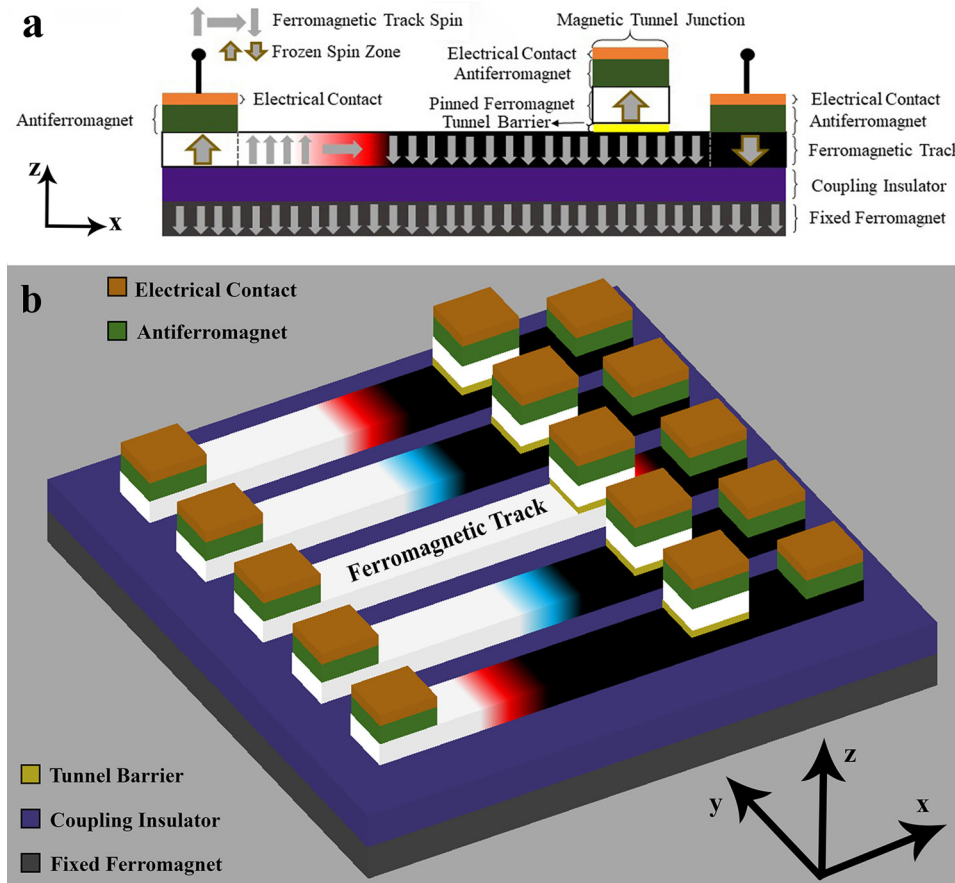 a
Ferromagnetic Track Spin
Frozen Spin Zone
Magnetic Tunnel Junction
Electrical Contact
Antiferromagnet
Pinned Ferromagnet
Tunnel Barrier
Electrical Contact
Antiferromagnet
Electrical Contact
Antiferromagnet
Ferromagnetic Track
Coupling Insulator
Fixed Ferromagnet
z
x
b
Electrical Contact
Antiferromagnet
Ferromagnetic Track
Tunnel Barrier
Coupling Insulator
Fixed Ferromagnet
z
y
x